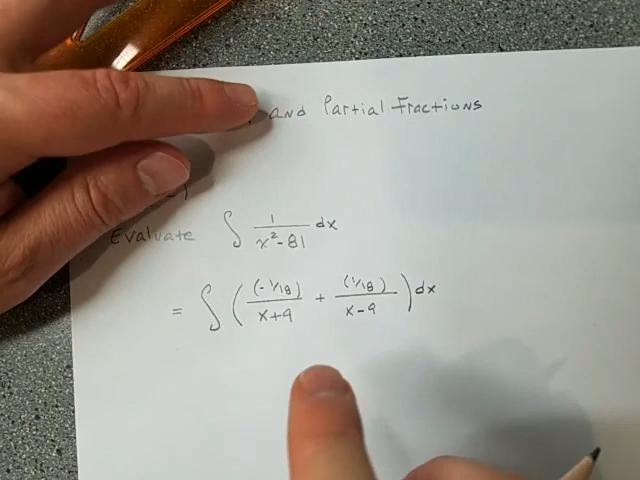 and Partial Fractions
Evaluate ∫ 1/(x²-81) dx
= ∫ ( (-1/18)/(x+9) + (1/18)/(x-9) ) dx